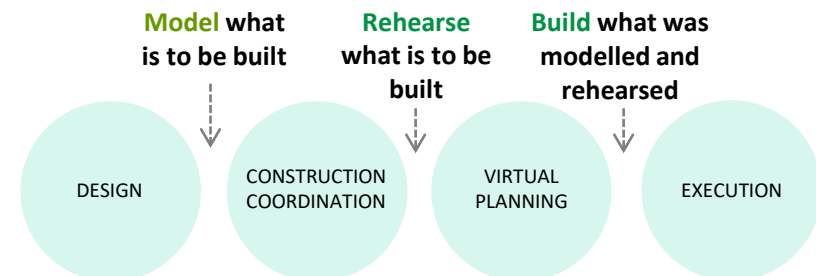 Model what
is to be built
Rehearse
what is to be
built
Build what was
modelled and
rehearsed
DESIGN
CONSTRUCTION
COORDINATION
VIRTUAL
PLANNING
EXECUTION